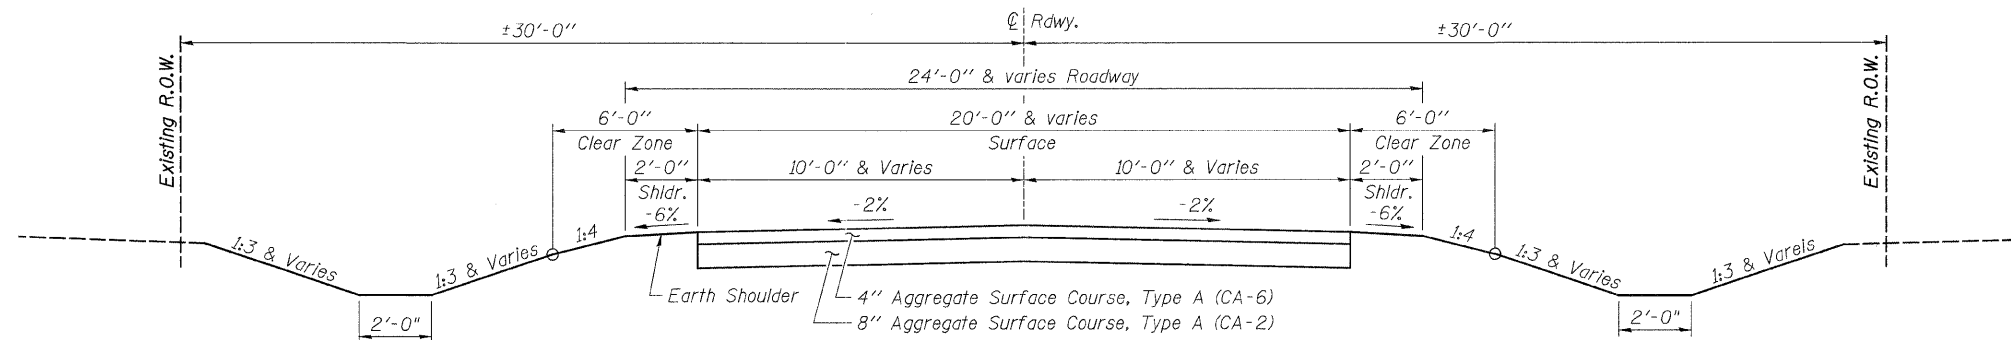 ℄ Rdwy.
±30'-0" ±30'-0"
24'-0" & varies Roadway
6'-0" 20'-0" & varies 6'-0"
Clear Zone Surface Clear Zone
2'-0" 10'-0" & Varies 10'-0" & Varies 2'-0"
Shldr. Shldr.
-6% -2% -2% -6%
Existing R.O.W. Existing R.O.W.
1:3 & Varies 1:3 & Varies 1:4 1:4 1:3 & Varies 1:3 & Vareis
Earth Shoulder
4" Aggregate Surface Course, Type A (CA-6)
8" Aggregate Surface Course, Type A (CA-2)
2'-0" 2'-0"